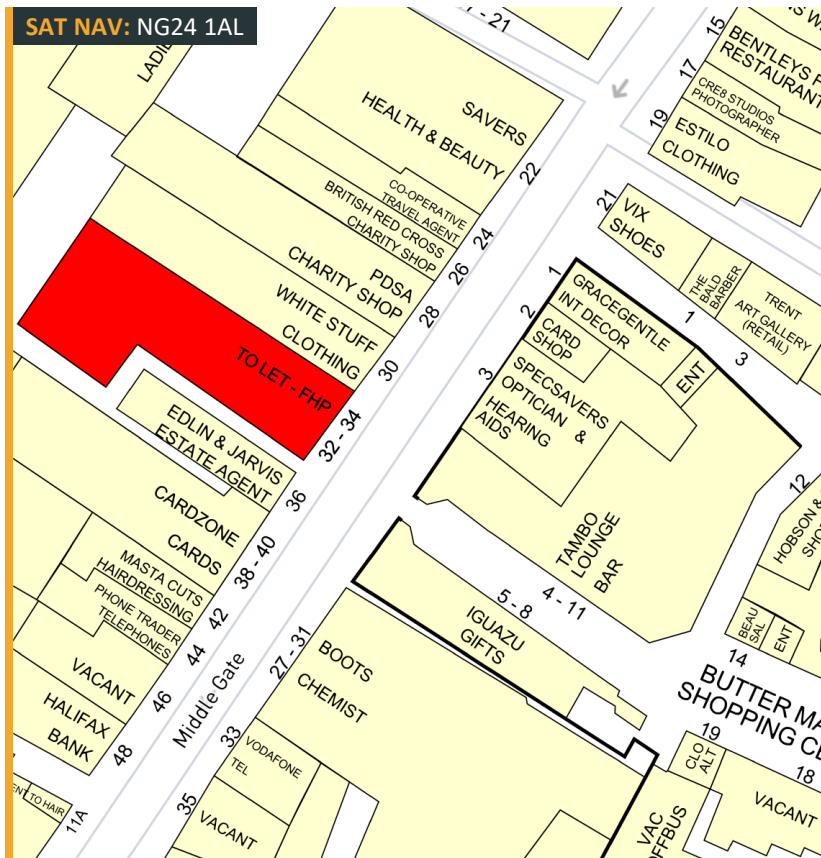 SAT NAV: NG24 1AL
SAVERS
HEALTH & BEAUTY
22
CO-OPERATIVE
TRAVEL AGENT
24
BRITISH RED CROSS
CHARITY SHOP
26
PDSA
CHARITY SHOP
28
WHITE STUFF
CLOTHING
30
TO LET - FHP
32 - 34
EDLIN & JARVIS
ESTATE AGENT
36
CARDZONE
CARDS
38 - 40
MASTA CUTS
HAIRDRESSING
42
PHONE TRADER
TELEPHONES
44
VACANT
46
HALIFAX
BANK
48
11A
Middle Gate
15
BENTLEYS
RESTAURANT
17
CRE8 STUDIOS
PHOTOGRAPHER
19
ESTILO
CLOTHING
21
VIX
SHOES
THE
BALD
BARBER
1
TRENT
ART GALLERY
(RETAIL)
3
1
GRACEGENTLE
INT DECOR
ENT
2
CARD
SHOP
3
SPECSAVERS
OPTICIAN &
HEARING
AIDS
TAMBO
LOUNGE
BAR
4 - 11
5 - 8
IGUAZU
GIFTS
12
HOBSON &
BEAU
SAL
ENT
14
BUTTER MA
SHOPPING CE
27 - 31
BOOTS
CHEMIST
33
VODAFONE
TEL
35
VACANT
19
CLO
ALT
18
VACANT
VAC